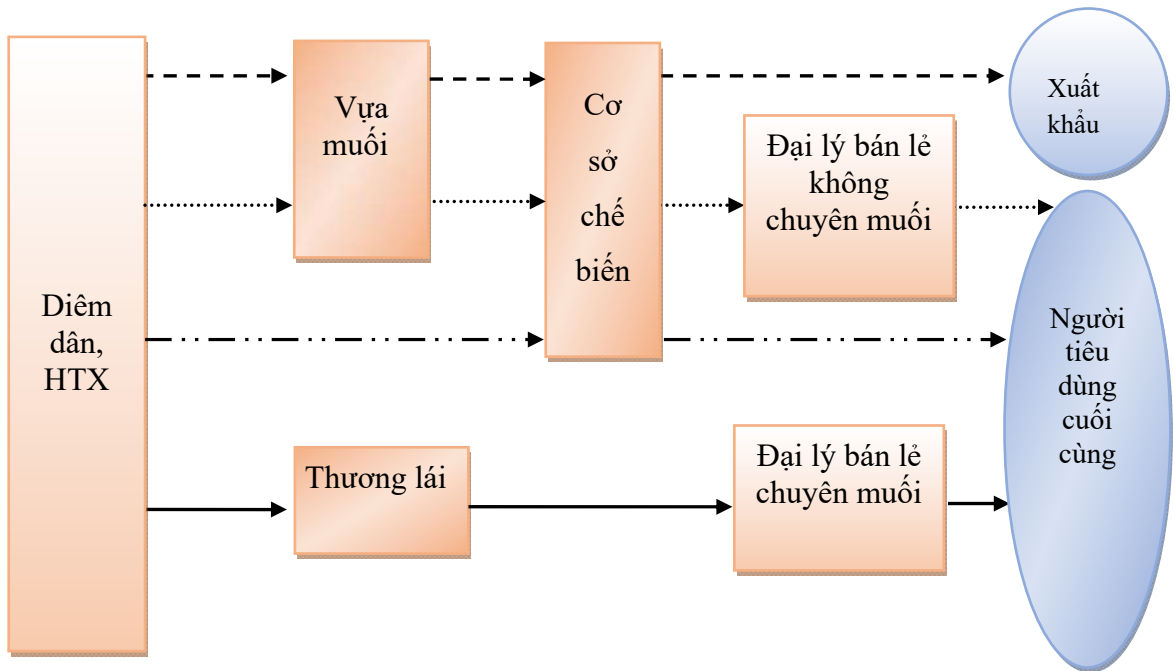 Diêm
dân,
HTX
Vựa
muối
Cơ
sở
chế
biến
Đại lý bán lẻ
không
chuyên muối
Xuất
khẩu
Thương lái
Đại lý bán lẻ
chuyên muối
Người
tiêu
dùng
cuối
cùng